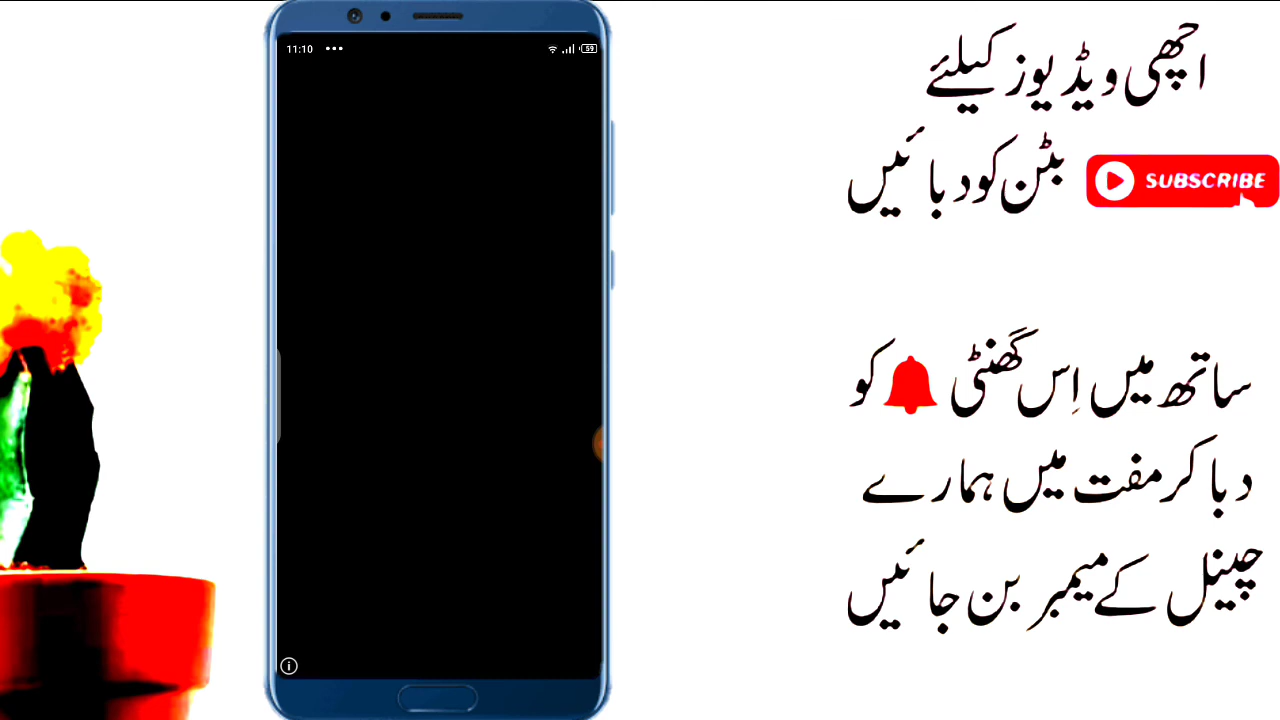 11:10
59
اچھی ویڈیوز کیلئے
SUBSCRIBE بٹن کو دبائیں
ساتھ میں اِس گھنٹی کو
دبا کر مفت میں ہمارے
چینل کے میمبر بن جائیں